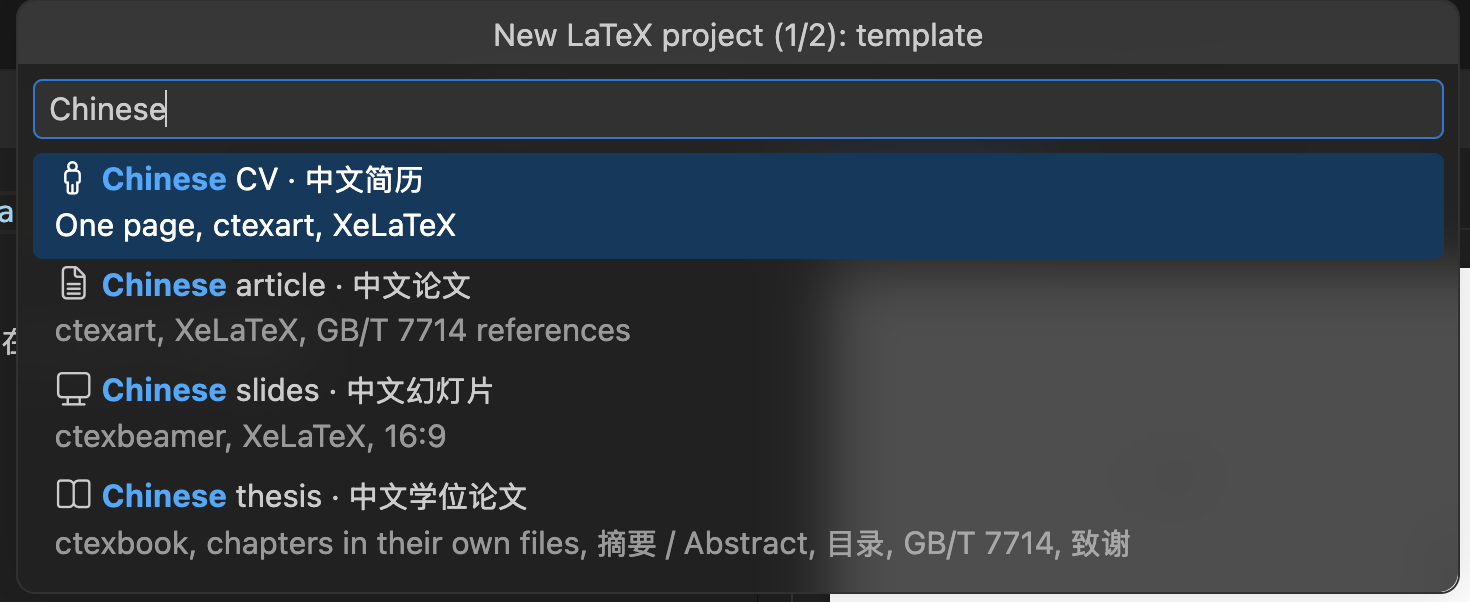 New LaTeX project (1/2): template
Chinese
Chinese CV · 中文简历
One page, ctexart, XeLaTeX
a
Chinese article · 中文论文
ctexart, XeLaTeX, GB/T 7714 references
在
Chinese slides · 中文幻灯片
ctexbeamer, XeLaTeX, 16:9
Chinese thesis · 中文学位论文
ctexbook, chapters in their own files, 摘要 / Abstract, 目录, GB/T 7714, 致谢